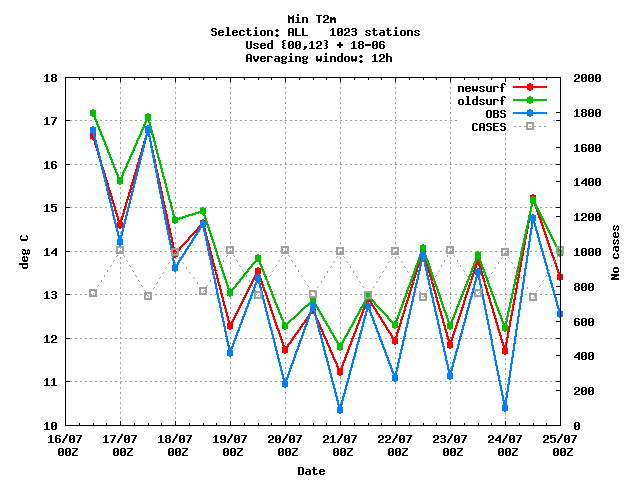 Min T2m
Selection: ALL   1023 stations
Used {00,12} + 18-06
Averaging window: 12h
18
17
16
15
14
13
12
11
10
deg C
2000
1800
1600
1400
1200
1000
800
600
400
200
0
No cases
newsurf
oldsurf
OBS
CASES
16/07 17/07 18/07 19/07 20/07 21/07 22/07 23/07 24/07 25/07
00Z 00Z 00Z 00Z 00Z 00Z 00Z 00Z 00Z 00Z
Date